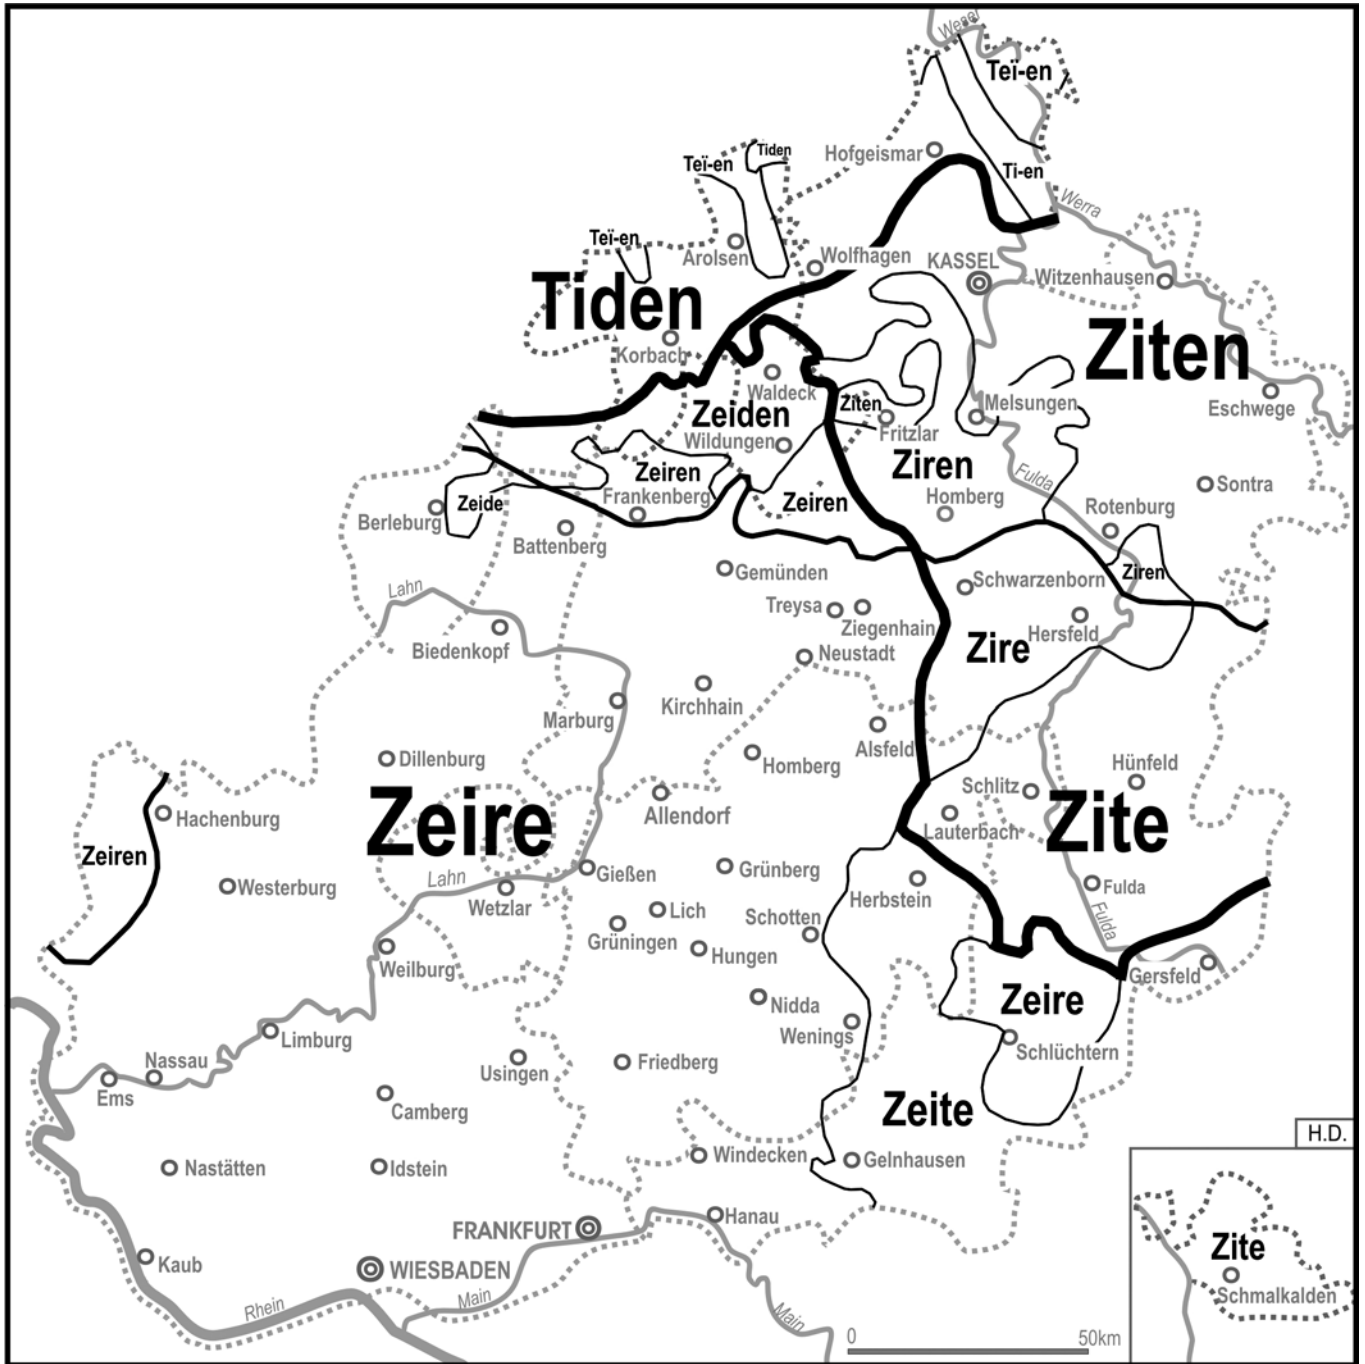 Weser
Teï-en
Hofgeismar
Ti-en
Teï-en
Tiden
Werra
Teï-en
Arolsen
Wolfhagen
KASSEL
Witzenhausen
Tiden
Korbach
Ziten
Waldeck
Zeiden
Ziten
Melsungen
Eschwege
Wildungen
Fritzlar
Zeiren
Ziren
Fulda
Frankenberg
Zeiren
Homberg
Sontra
Zeide
Berleburg
Rotenburg
Battenberg
Gemünden
Schwarzenborn
Ziren
Lahn
Treysa
Ziegenhain
Hersfeld
Biedenkopf
Neustadt
Zire
Kirchhain
Marburg
Alsfeld
Dillenburg
Homberg
Hünfeld
Schlitz
Hachenburg
Zeire
Allendorf
Lauterbach
Zite
Zeiren
Westerburg
Lahn
Gießen
Grünberg
Fulda
Wetzlar
Herbstein
Lich
Schotten
Grüningen
Fulda
Hungen
Weilburg
Gersfeld
Nidda
Zeire
Limburg
Wenings
Schlüchtern
Nassau
Usingen
Friedberg
Ems
Camberg
Zeite
H.D.
Windecken
Gelnhausen
Nastätten
Idstein
Hanau
FRANKFURT
Zite
Kaub
WIESBADEN
Schmalkalden
Rhein
Main
Main
0
50km